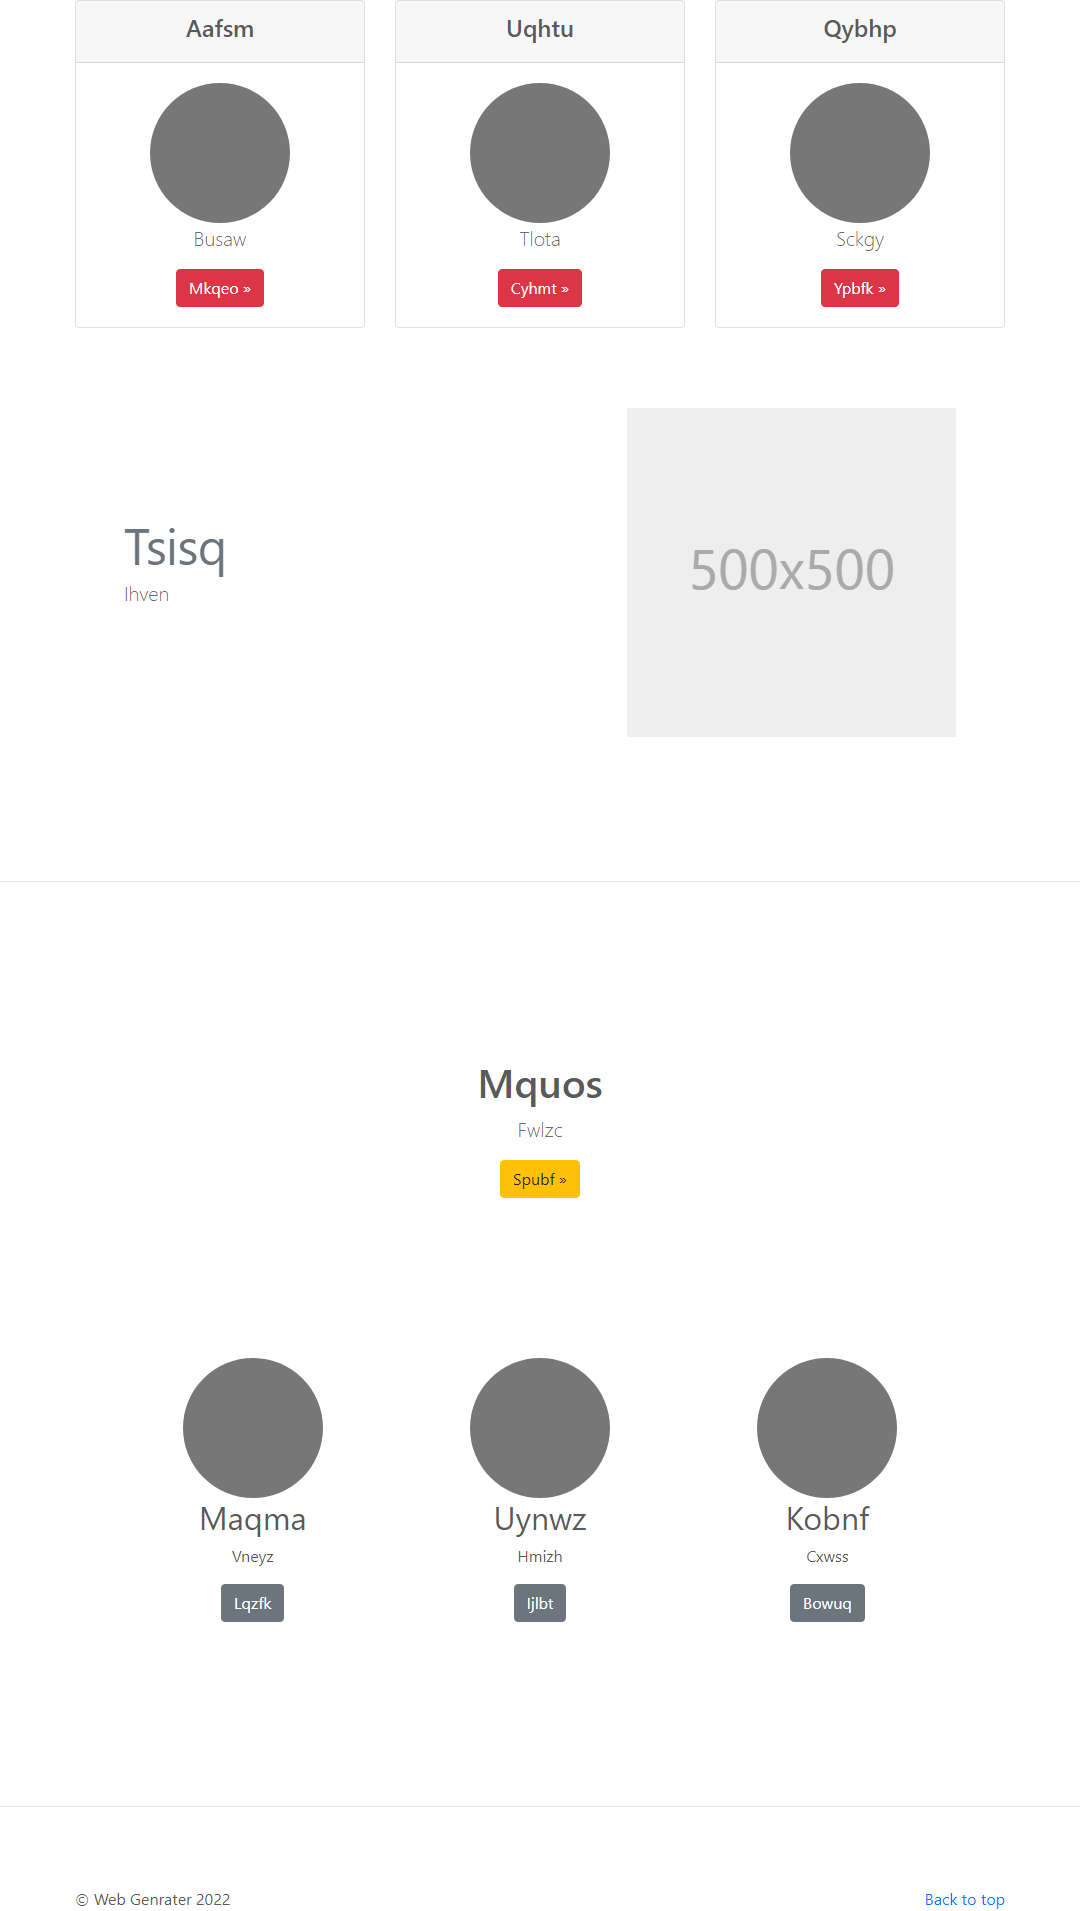 Aafsm
Uqhtu
Qybhp
Busaw
Tlota
Sckgy
Mkqeo »
Cyhmt »
Ypbfk »
Tsisq
Ihven
500x500
Mquos
Fwlzc
Spubf »
Maqma
Uynwz
Kobnf
Vneyz
Hmizh
Cxwss
Lqzfk
Ijlbt
Bowuq
© Web Genrater 2022
Back to top